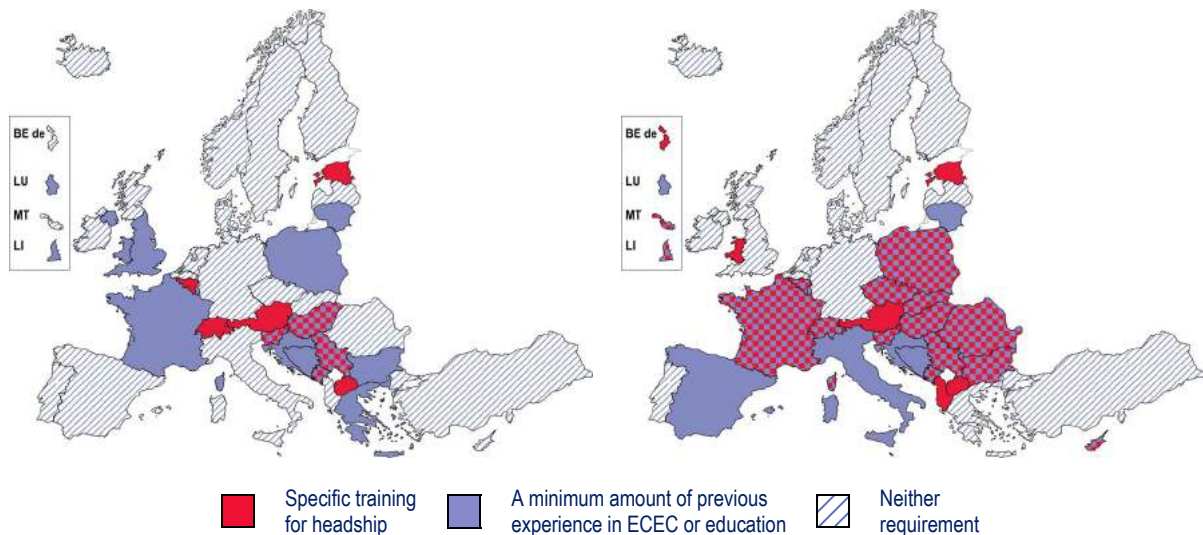 BE de
LU
MT
LI
BE de
LU
MT
LI
Specific training
for headship
A minimum amount of previous
experience in ECEC or education
Neither
requirement